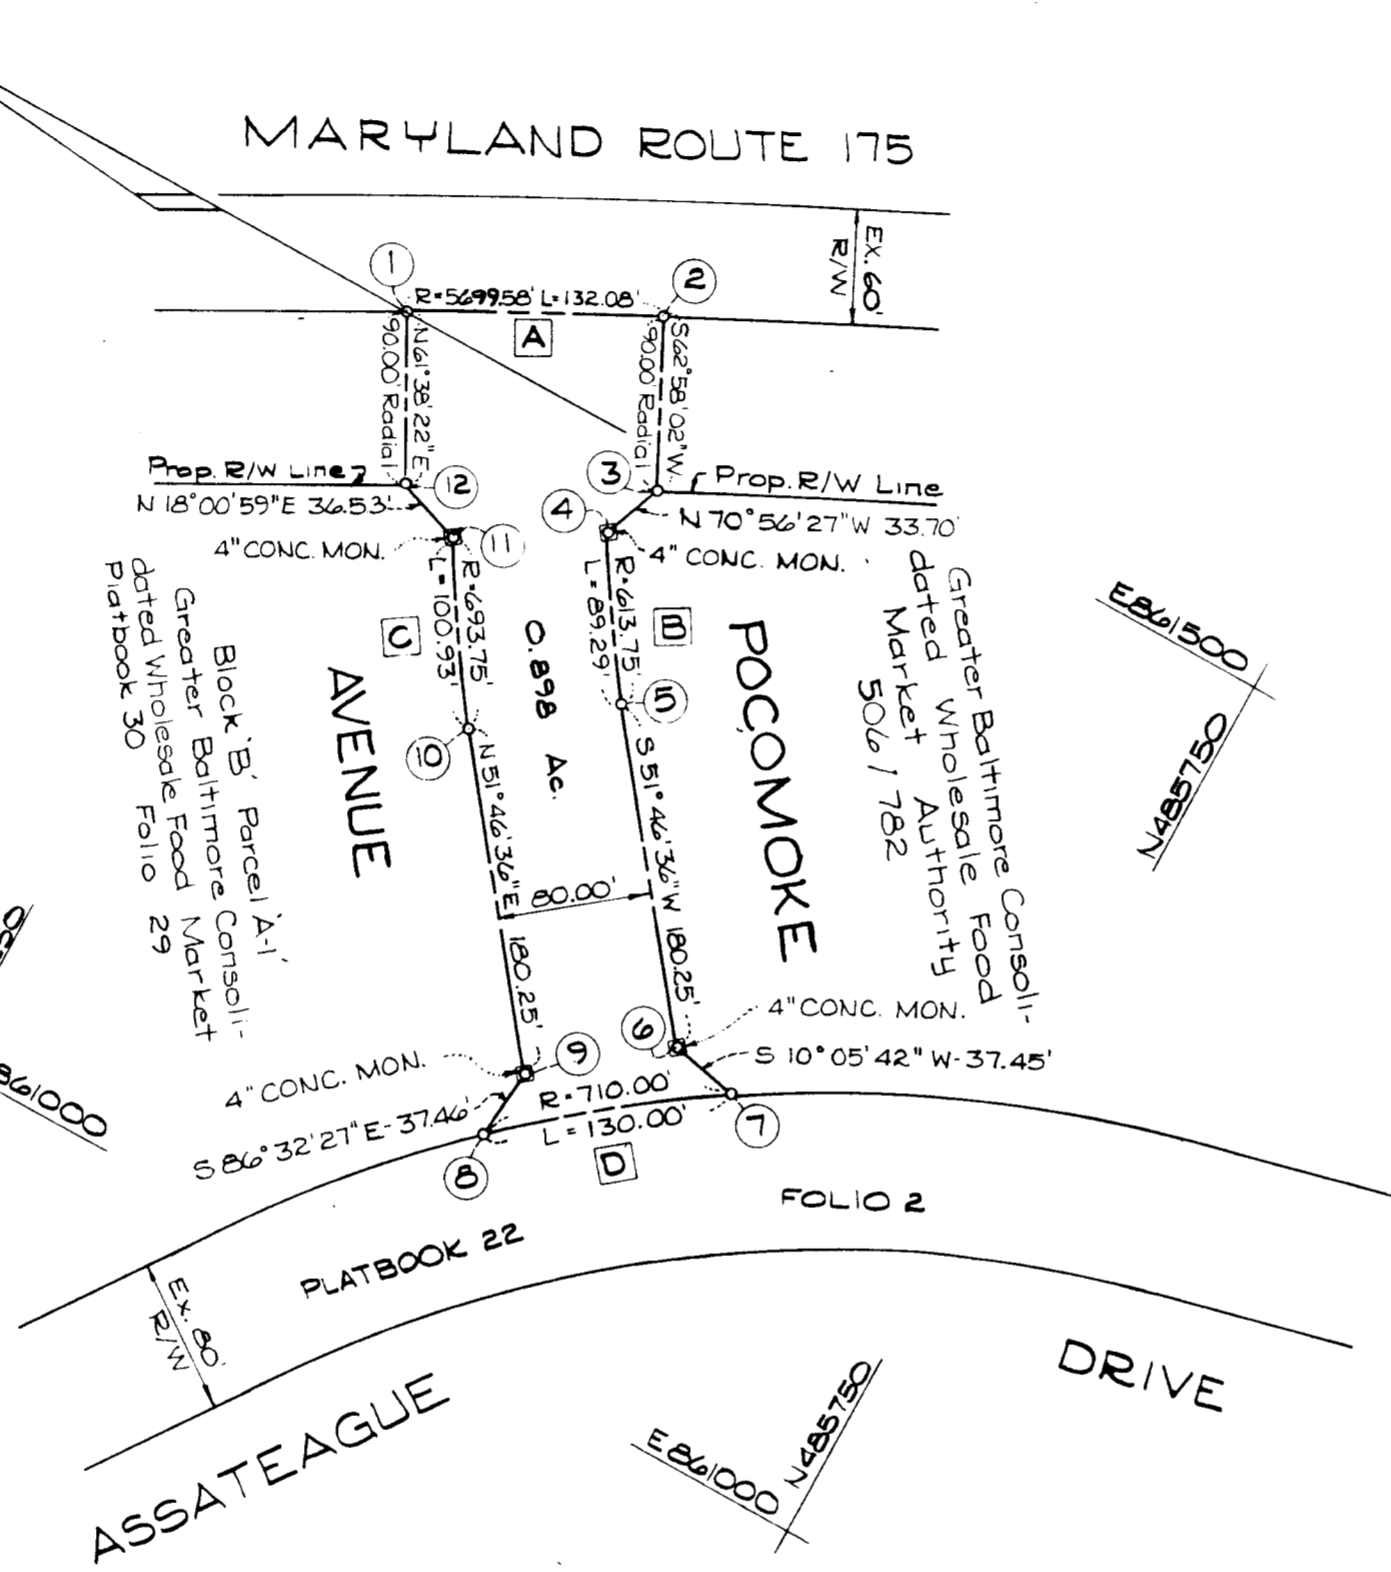 MARYLAND ROUTE 175
EX. 60'
R/W
1
2
R=5699.58' L=132.08'
A
N61°38'22"E
90.00' Radial
S62°58'02"W
90.00' Radial
Prop. R/W Line
12
3
Prop. R/W Line
N 18°00'59"E 36.53'
4
N 70°56'27"W 33.70'
4" CONC. MON.
11
4" CONC. MON.
R=693.75'
L=100.93'
C
R=613.75'
L=89.29'
B
0.898 Ac.
5
10
AVENUE
POCOMOKE
Block 'B' Parcel 'A-1'
Greater Baltimore Consoli-
dated Wholesale Food Market
Platbook 30 Folio 29
Greater Baltimore Consoli-
dated Wholesale Food
Market Authority
506 / 782
E861500
N485750
N51°46'36"E 180.25'
S 51°46'36"W 180.25'
80.00'
6
4" CONC. MON.
9
S 10°05'42" W-37.45'
4" CONC. MON.
R=710.00'
L=130.00'
D
7
S 86°32'27"E-37.46'
8
861000
FOLIO 2
PLATBOOK 22
Ex. 80'
R/W
ASSATEAGUE
DRIVE
E861000
N485750